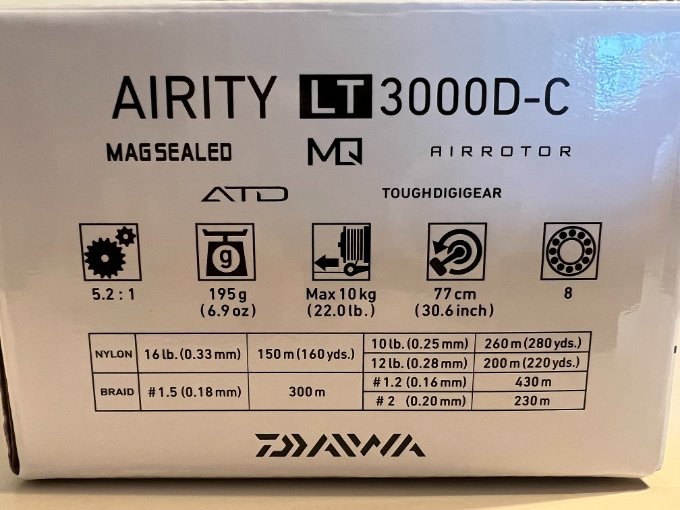 AIRITY LT 3000D-C
MAGSEALED MQ AIRROTOR
ATD TOUGHDIGIGEAR
g
5.2 : 1 195g Max 10kg 77cm 8
(6.9oz) (22.0lb.) (30.6inch)
NYLON 16lb.(0.33mm) 150m(160yds.) 10lb.(0.25mm) 260m(280yds.)
12lb.(0.28mm) 200m(220yds.)
BRAID #1.5(0.18mm) 300m #1.2(0.16mm) 430m
#2 (0.20mm) 230m
DAIWA